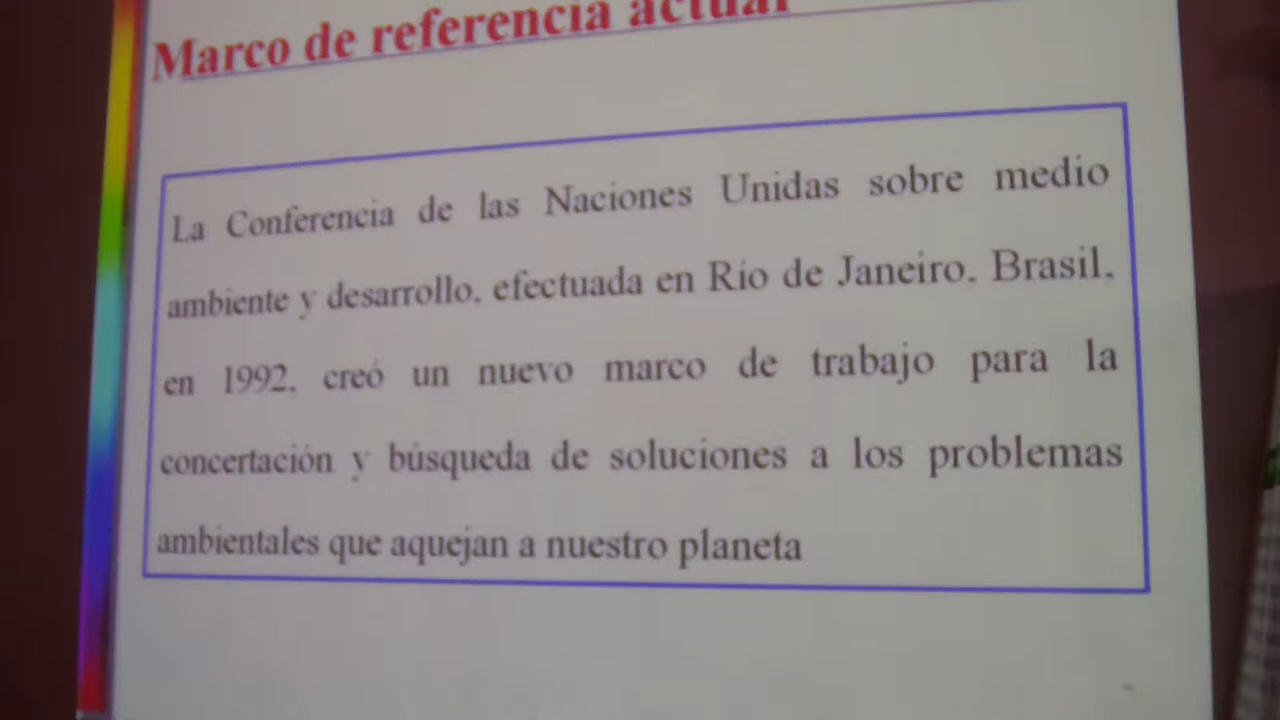 Marco de referencia actual
La Conferencia de las Naciones Unidas sobre medio
ambiente y desarrollo, efectuada en Río de Janeiro, Brasil,
en 1992, creó un nuevo marco de trabajo para la
concertación y búsqueda de soluciones a los problemas
ambientales que aquejan a nuestro planeta